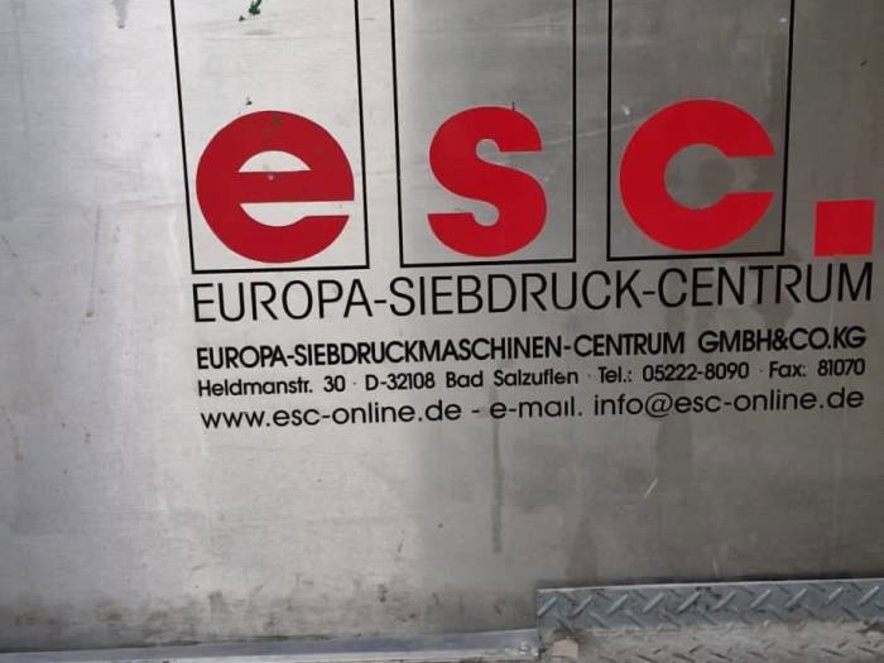 esc.
EUROPA-SIEBDRUCK-CENTRUM
EUROPA-SIEBDRUCKMASCHINEN-CENTRUM GMBH&CO.KG
Heldmanstr. 30 · D-32108 Bad Salzuflen · Tel.: 05222-8090 · Fax: 81070
www.esc-online.de - e-mail. info@esc-online.de